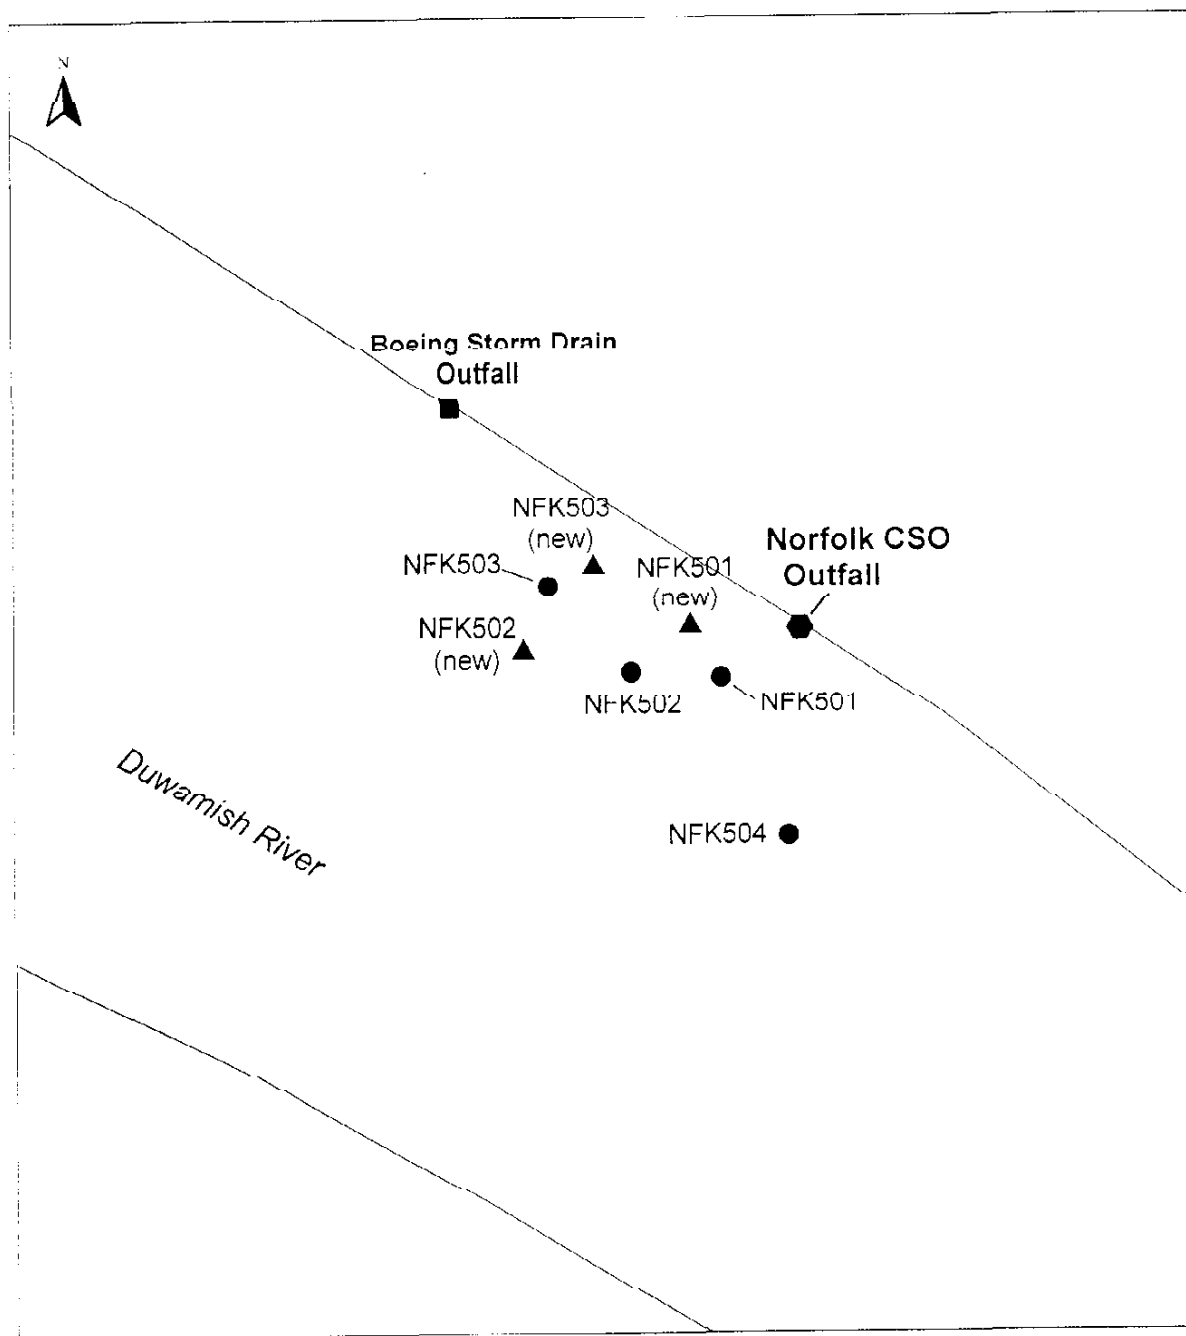 N
Boeing Storm Drain
Outfall
NFK503
(new)
Norfolk CSO
Outfall
NFK503
NFK501
(new)
NFK502
(new)
NFK502
NFK501
Duwamish River
NFK504